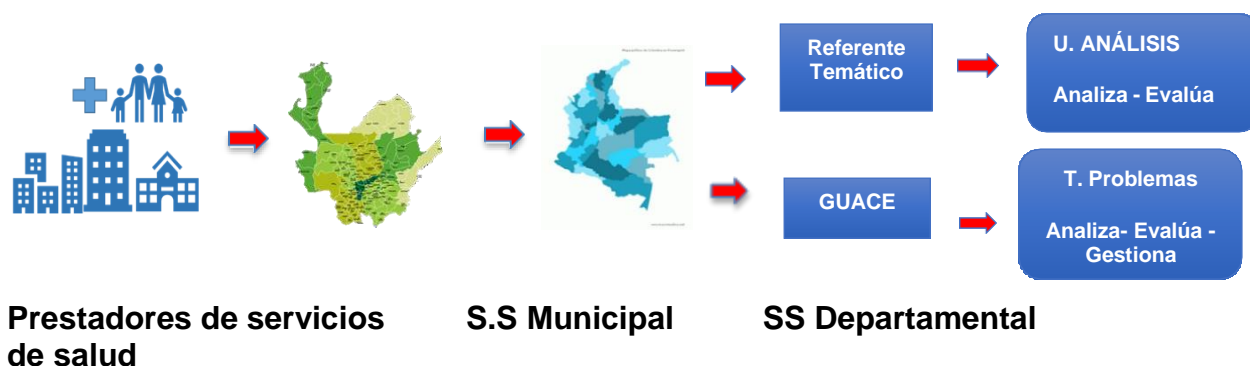 Referente
Temático
U. ANÁLISIS
Analiza - Evalúa
GUACE
T. Problemas
Analiza- Evalúa -
Gestiona
Prestadores de servicios
de salud
S.S Municipal
SS Departamental